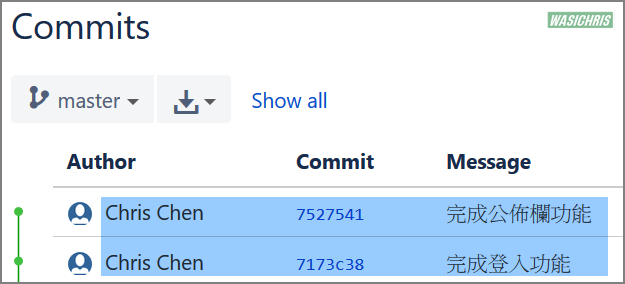 Commits
WASICHRIS
master
Show all
Author Commit Message
Chris Chen 7527541 完成公佈欄功能
Chris Chen 7173c38 完成登入功能